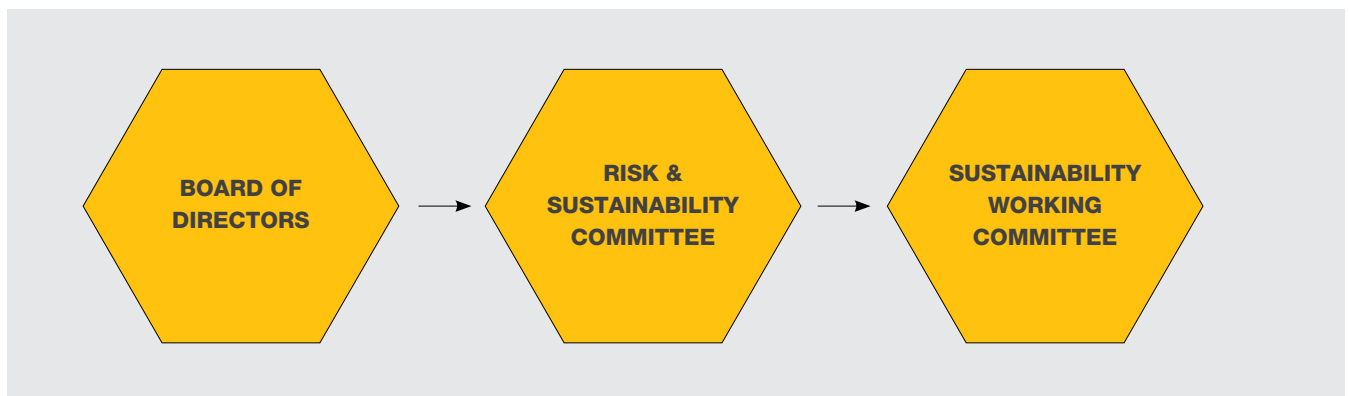 BOARD OF
DIRECTORS
RISK &
SUSTAINABILITY
COMMITTEE
SUSTAINABILITY
WORKING
COMMITTEE